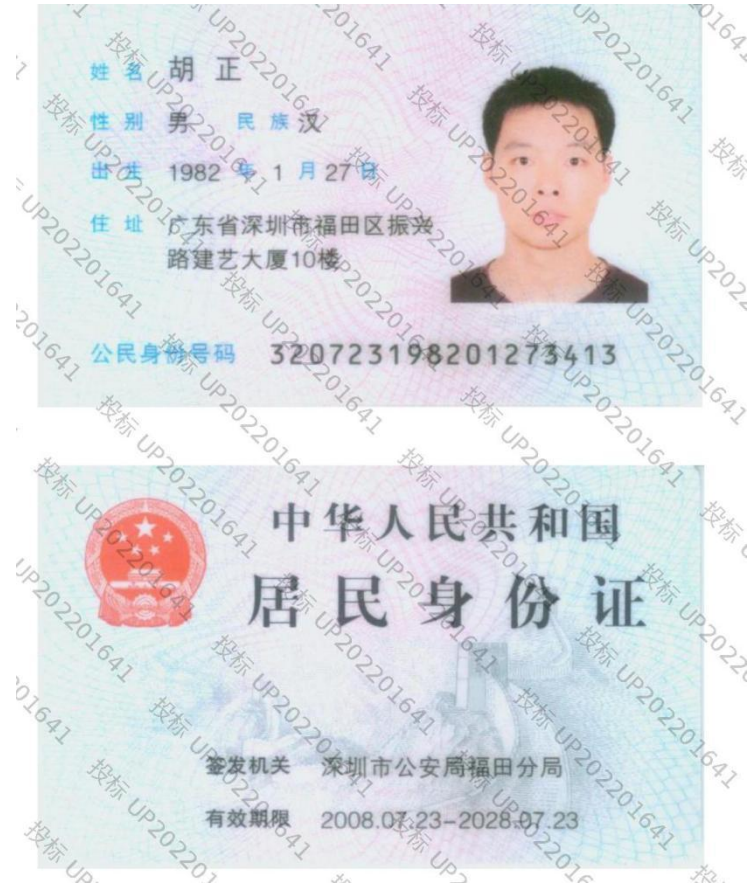 姓名 胡正
性别 男 民族 汉
出生 1982 年 1 月 27 日
住址 广东省深圳市福田区振兴
路建艺大厦10楼
公民身份号码 320723198201273413
中华人民共和国
居民身份证
签发机关 深圳市公安局福田分局
有效期限 2008.07.23-2028.07.23
投标 UP202201641